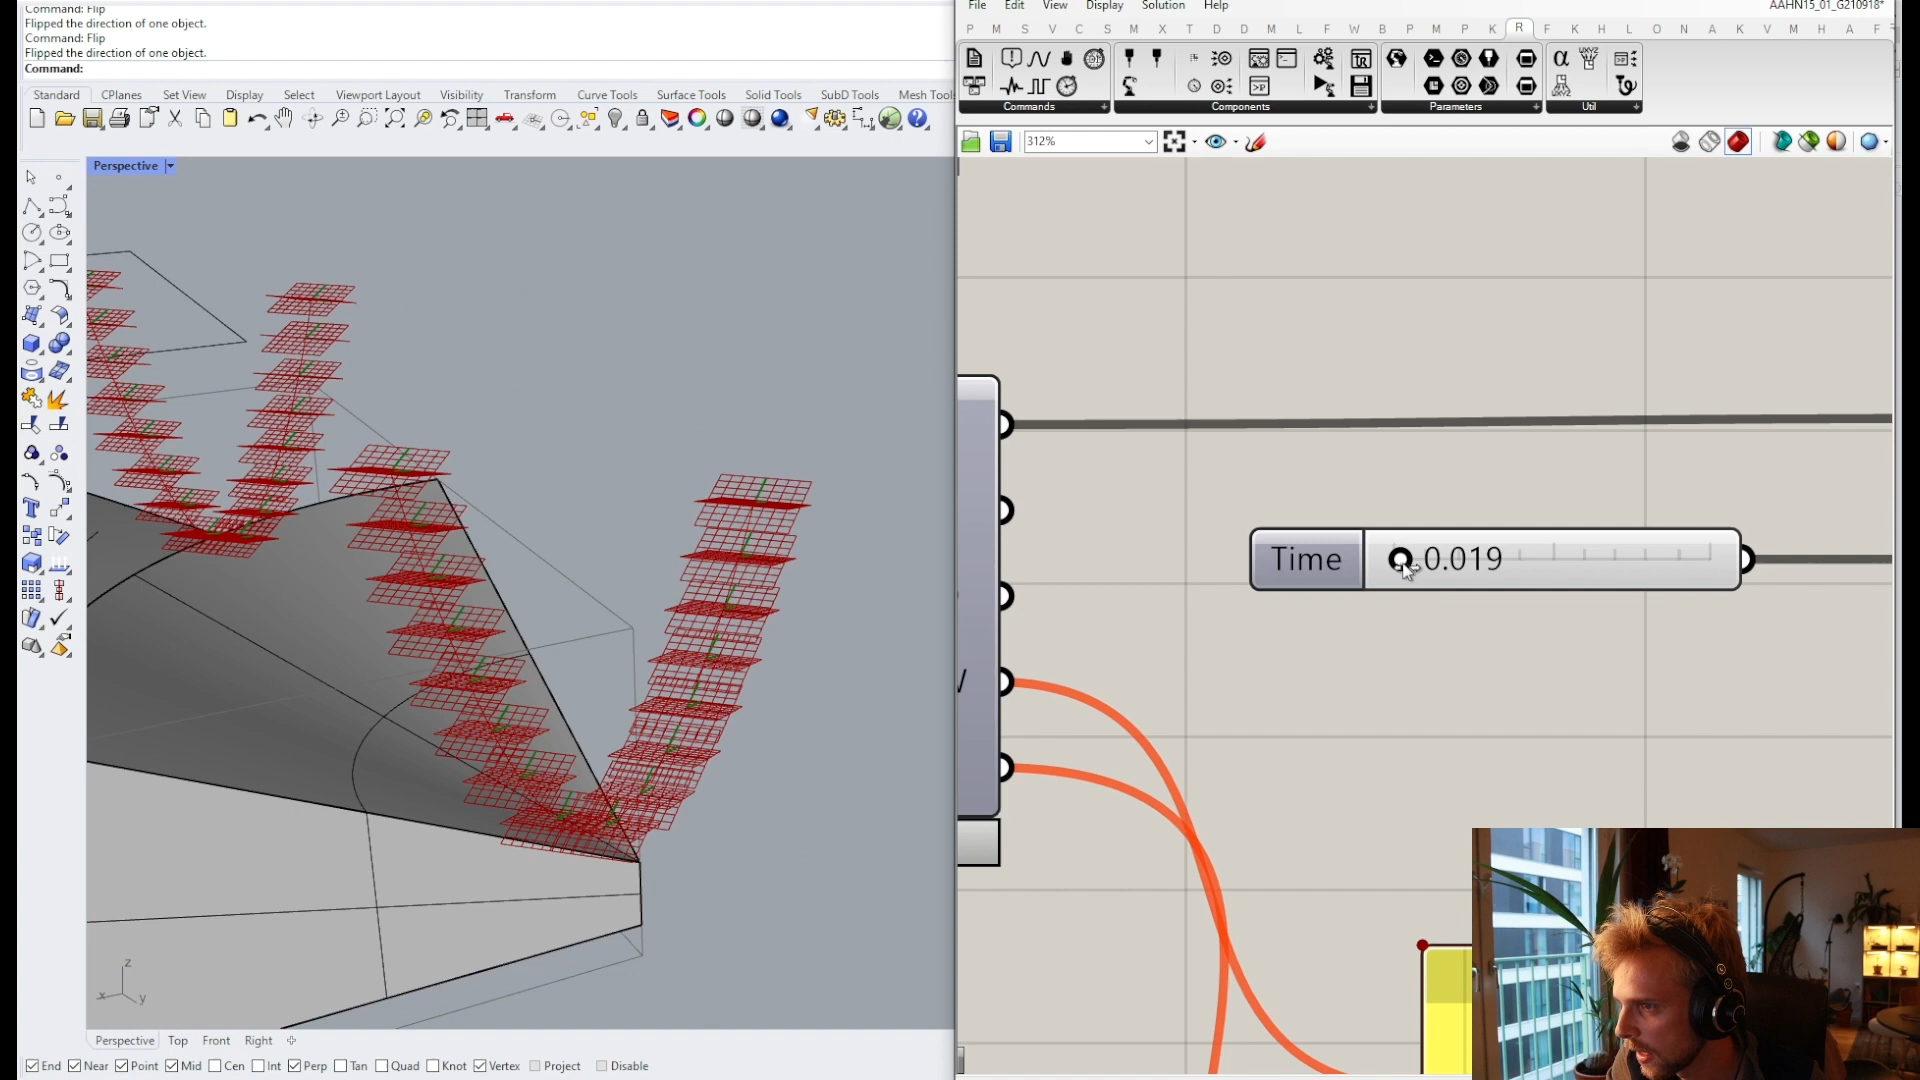 Command: Flip
Flipped the direction of one object.
Command: Flip
Flipped the direction of one object.
Command:
Standard CPlanes Set View Display Select Viewport Layout Visibility Transform Curve Tools Surface Tools Solid Tools SubD Tools Mesh Tool
Perspective
z
x y
Perspective Top Front Right
End Near Point Mid Cen Int Perp Tan Quad Knot Vertex Project Disable
File Edit View Display Solution Help
AAHN15_01_G210918*
P M S V C S M X T D D M L F W B P M P K R F K H L O N A K V M H A F
Commands Components Parameters Util
312%
Time 0.019